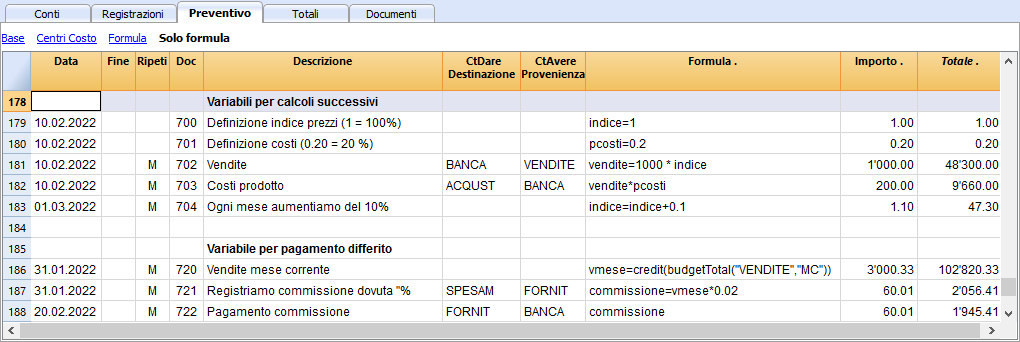 Conti Registrazioni Preventivo Totali Documenti
Base Centri Costo Formula Solo formula
Data Fine Ripeti Doc Descrizione CtDare Destinazione CtAvere Provenienza Formula . Importo . Totale .
178 Variabili per calcoli successivi
179 10.02.2022 700 Definizione indice prezzi (1 = 100%) indice=1 1.00 1.00
180 10.02.2022 701 Definizione costi (0.20 = 20 %) pcosti=0.2 0.20 0.20
181 10.02.2022 M 702 Vendite BANCA VENDITE vendite=1000 * indice 1'000.00 48'300.00
182 10.02.2022 M 703 Costi prodotto ACQUST BANCA vendite*pcosti 200.00 9'660.00
183 01.03.2022 M 704 Ogni mese aumentiamo del 10% indice=indice+0.1 1.10 47.30
184
185 Variabile per pagamento differito
186 31.01.2022 M 720 Vendite mese corrente vmese=credit(budgetTotal("VENDITE","MC")) 3'000.33 102'820.33
187 31.01.2022 M 721 Registriamo commissione dovuta "% SPESAM FORNIT commissione=vmese*0.02 60.01 2'056.41
188 20.02.2022 M 722 Pagamento commissione FORNIT BANCA commissione 60.01 1'945.41